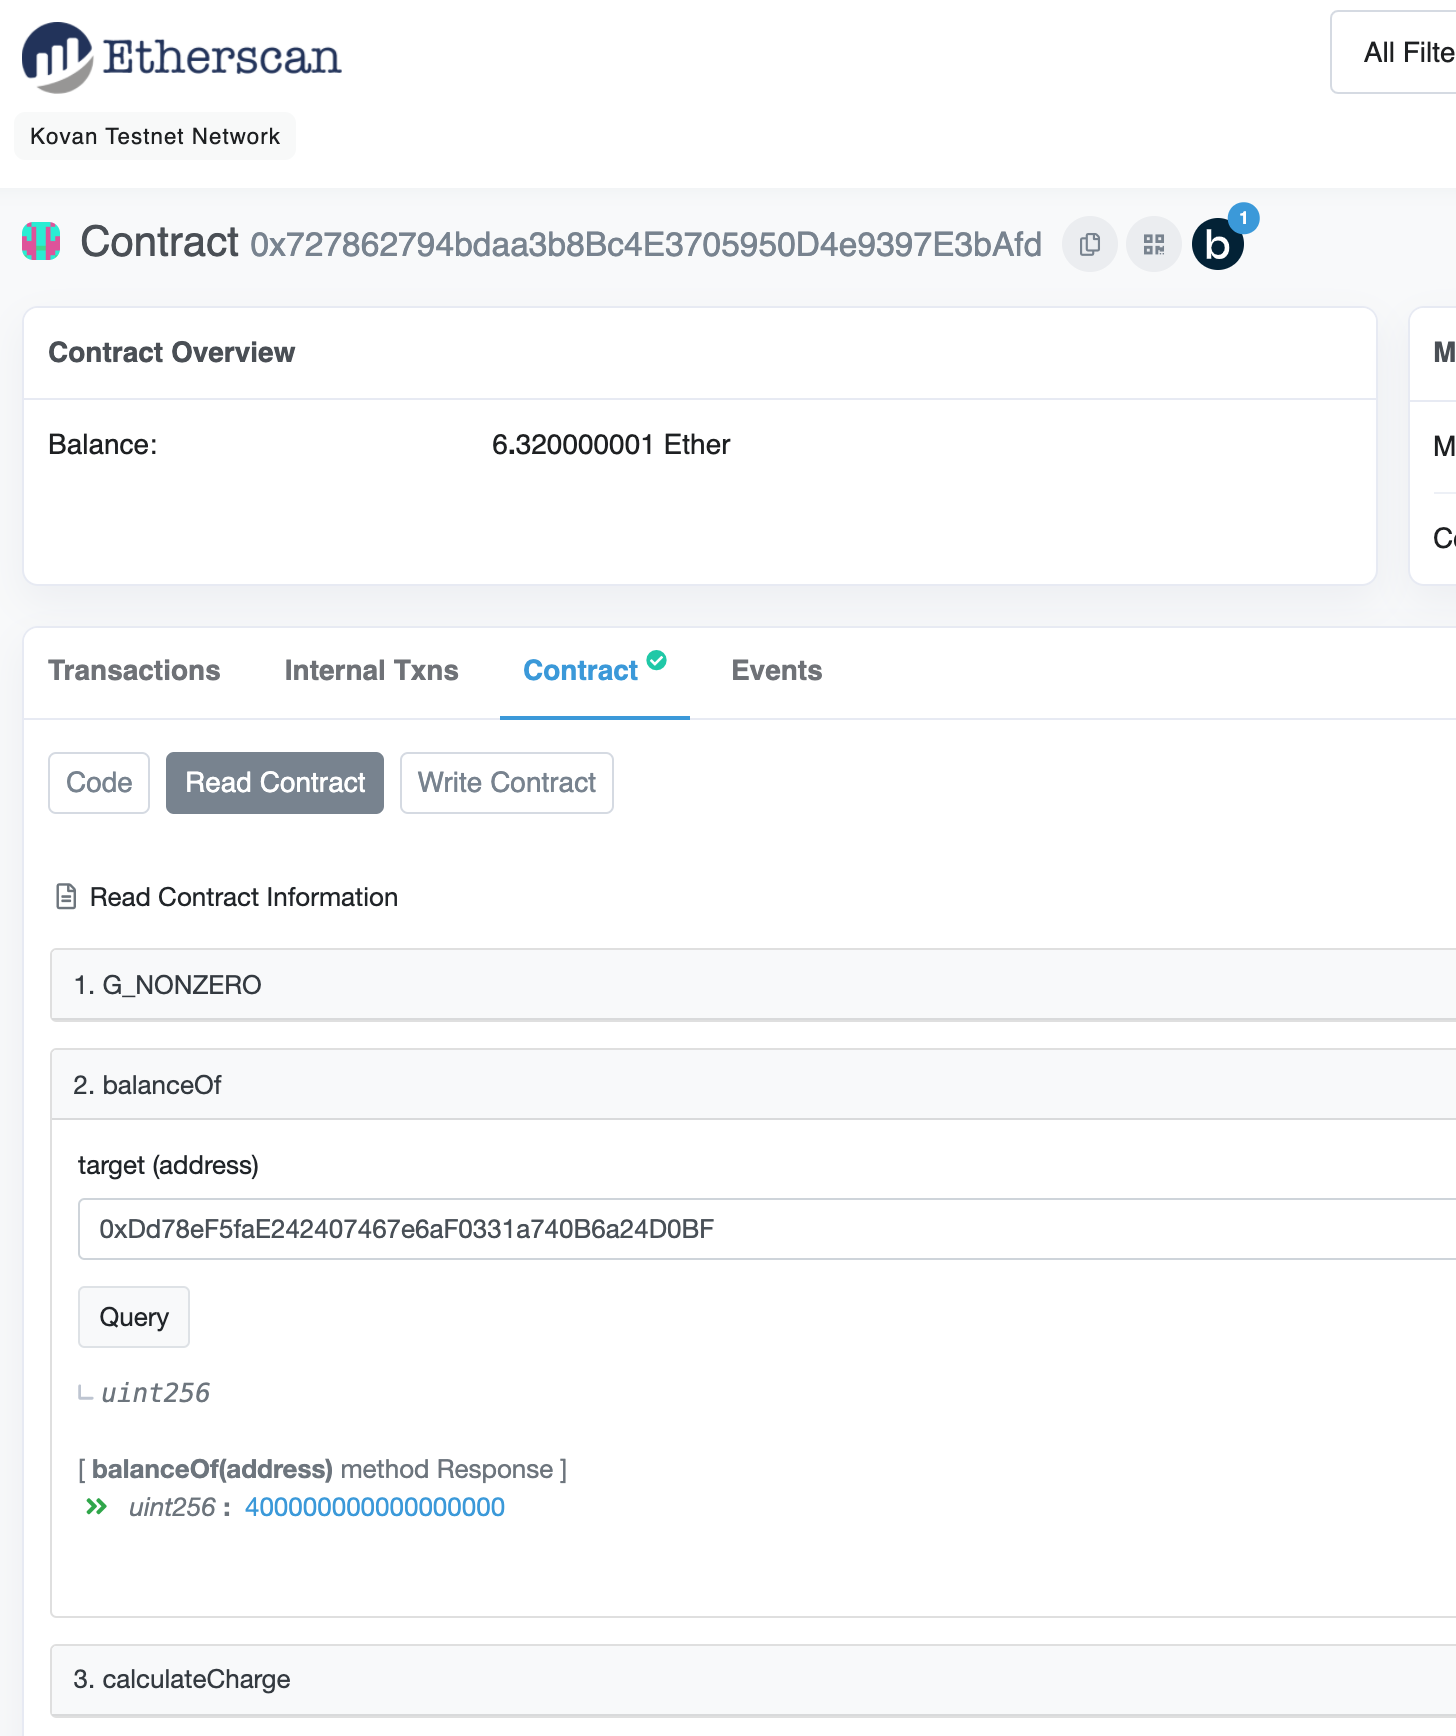 Etherscan
All Filte
Kovan Testnet Network
Contract 0x727862794bdaa3b8Bc4E3705950D4e9397E3bAfd
b 1
Contract Overview
M
Balance: 6.320000001 Ether
M
Transactions Internal Txns Contract Events
Code Read Contract Write Contract
Read Contract Information
1. G_NONZERO
2. balanceOf
target (address)
0xDd78eF5faE242407467e6aF0331a740B6a24D0BF
Query
uint256
[ balanceOf(address) method Response ]
uint256 : 400000000000000000
3. calculateCharge